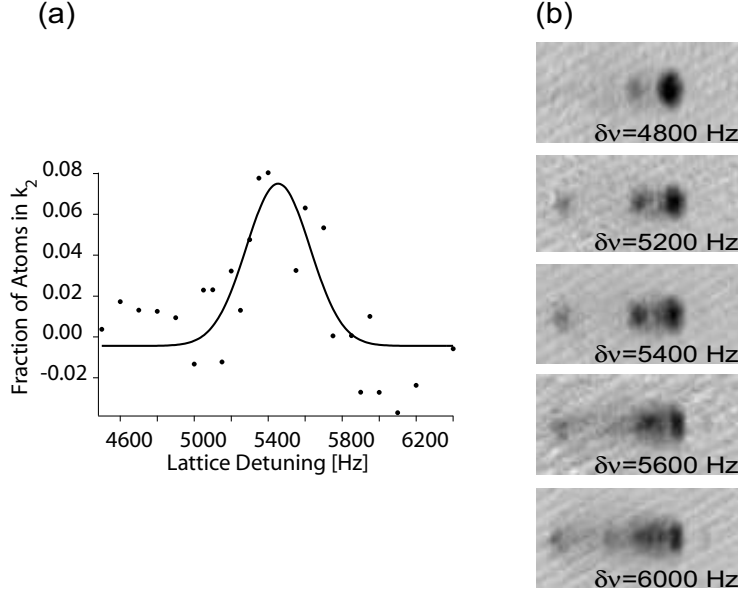 (a)
Fraction of Atoms in k2
0.08
0.06
0.04
0.02
0.00
-0.02
4600 5000 5400 5800 6200
Lattice Detuning [Hz]
(b)
δν=4800 Hz
δν=5200 Hz
δν=5400 Hz
δν=5600 Hz
δν=6000 Hz